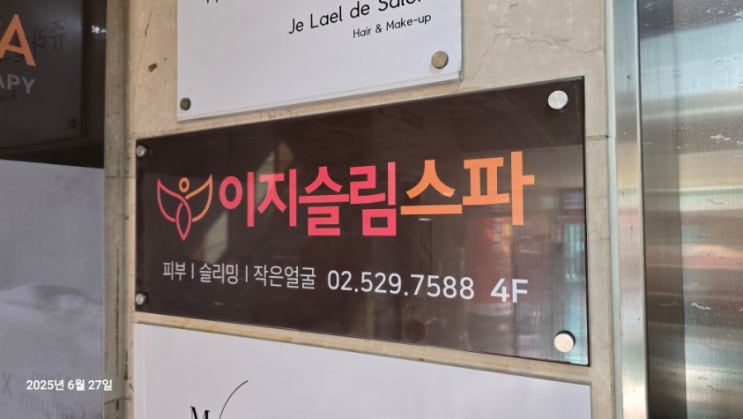 Je Lael de Salon
Hair & Make-up
이지슬림스파
피부 | 슬리밍 | 작은얼굴 02.529.7588 4F
2025년 6월 27일